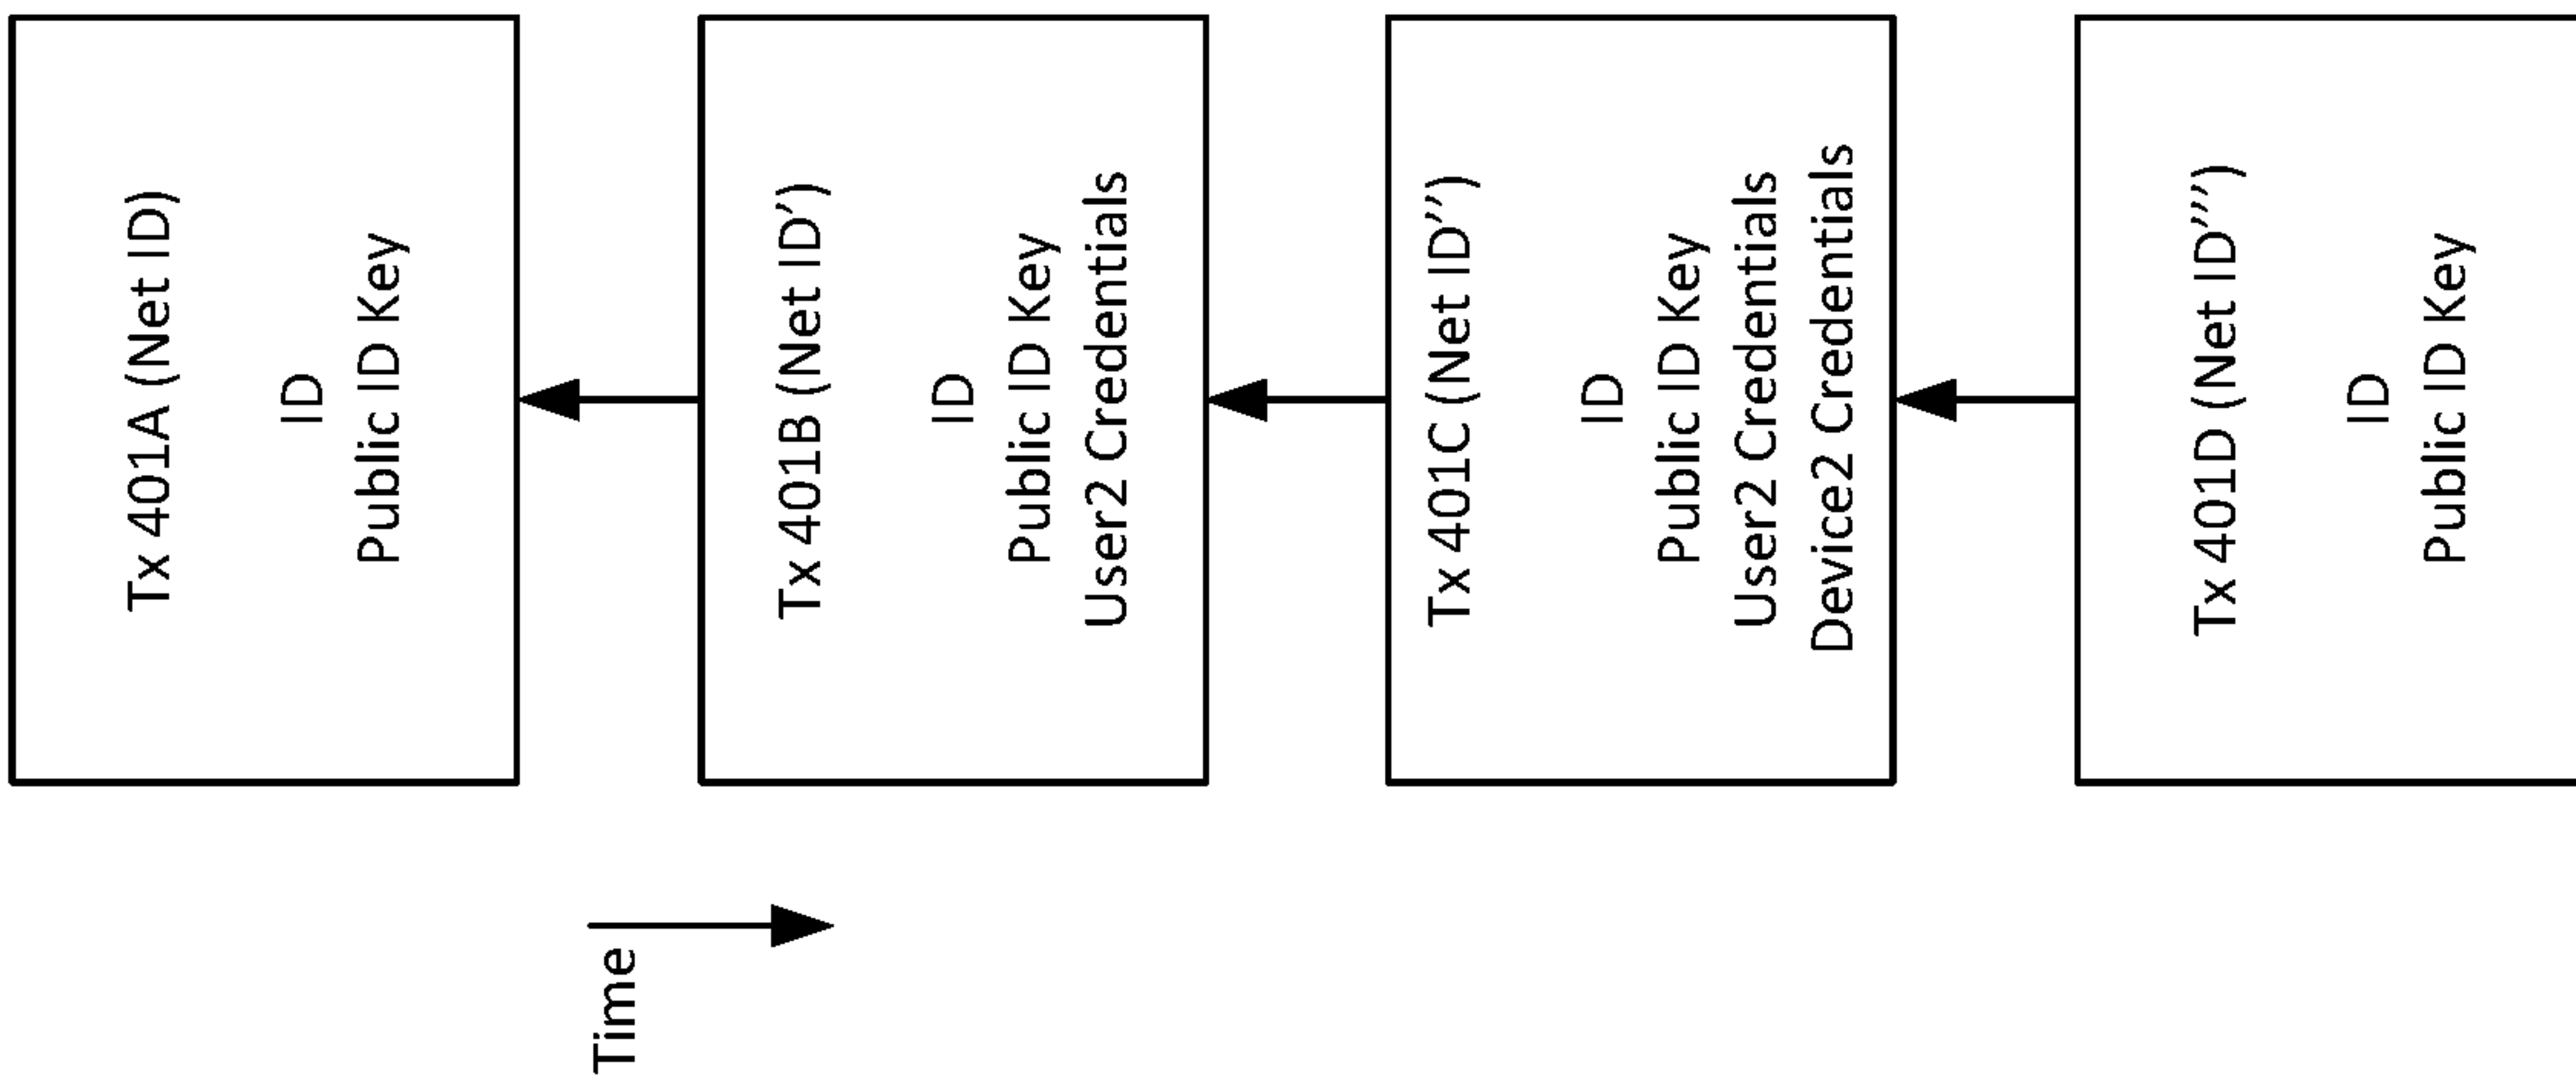 Tx 401A (Net ID)
ID
Public ID Key
Tx 401B (Net ID′)
ID
Public ID Key
User2 Credentials
Tx 401C (Net ID′′)
ID
Public ID Key
User2 Credentials
Device2 Credentials
Tx 401D (Net ID′′′)
ID
Public ID Key
Time